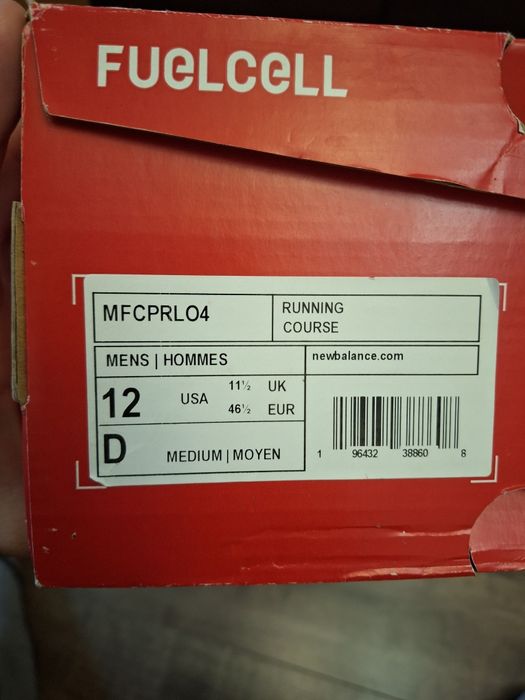 FUELCELL
MFCPRLO4
RUNNING
COURSE
MENS | HOMMES
newbalance.com
12 USA 11½ UK
46½ EUR
D MEDIUM | MOYEN
1 96432 38860 8